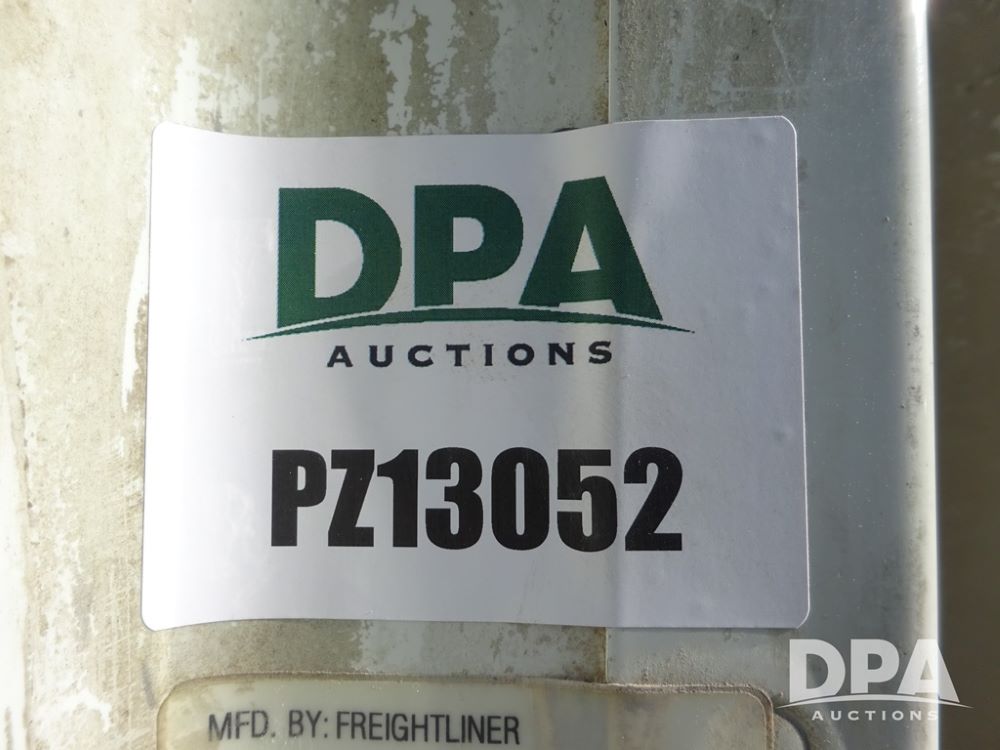 DPA
AUCTIONS
PZ13052
MFD. BY: FREIGHTLINER
DPA
AUCTIONS